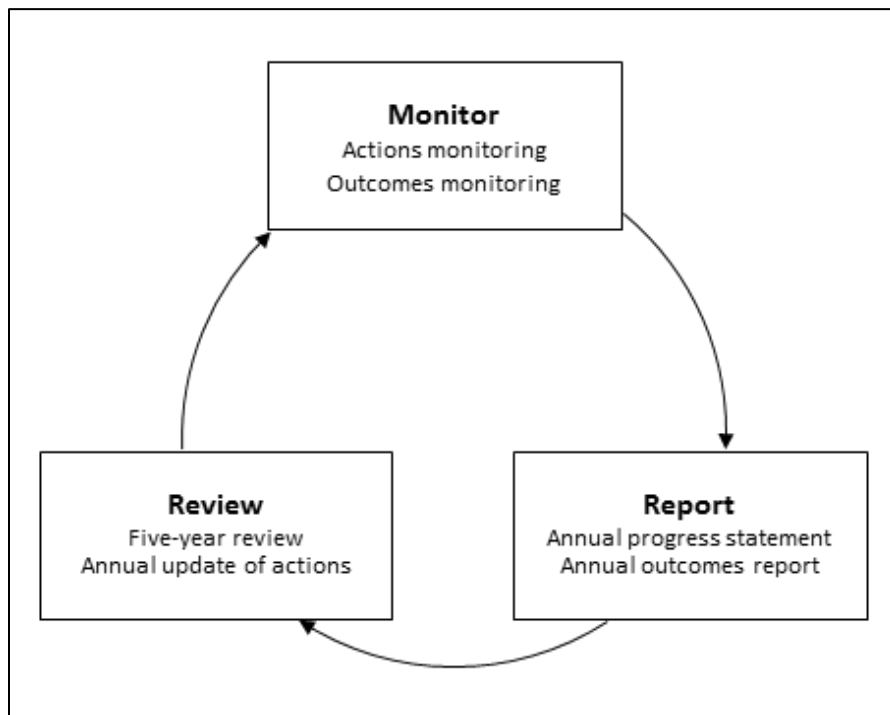 Monitor
Actions monitoring
Outcomes monitoring
Review
Five-year review
Annual update of actions
Report
Annual progress statement
Annual outcomes report